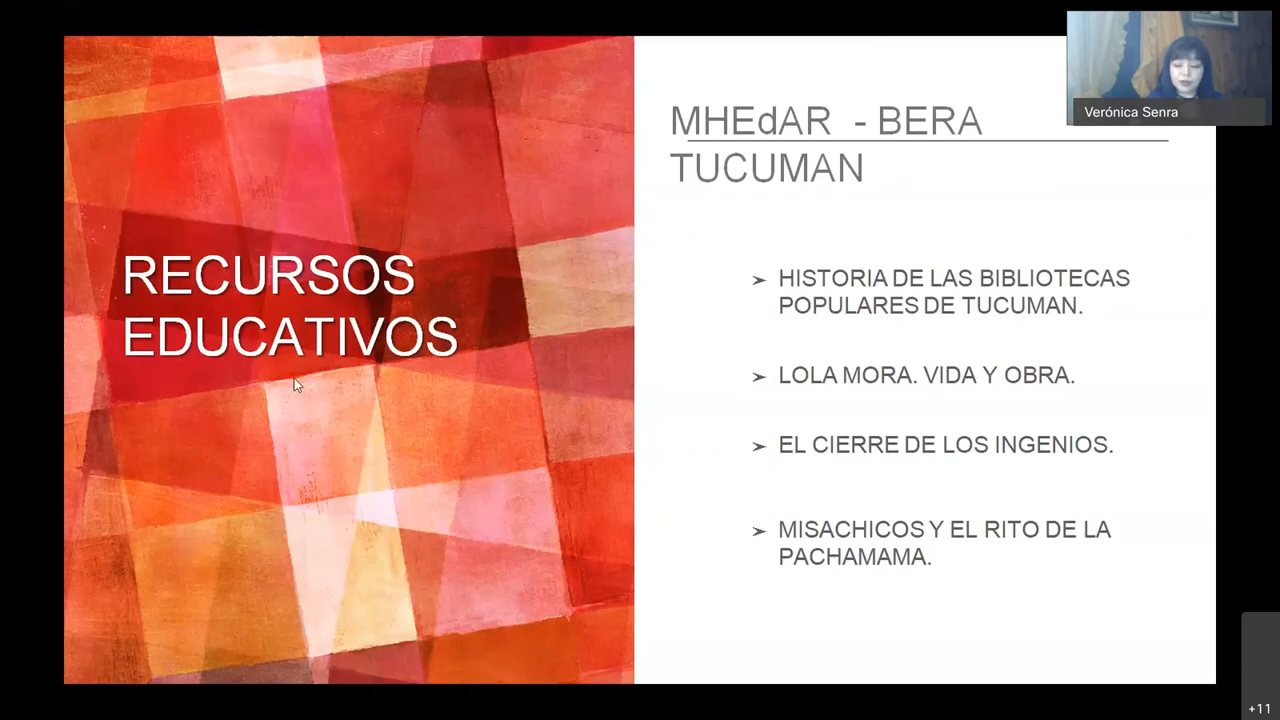 RECURSOS
EDUCATIVOS
MHEdAR - BERA
TUCUMAN
➢ HISTORIA DE LAS BIBLIOTECAS
POPULARES DE TUCUMAN.
➢ LOLA MORA. VIDA Y OBRA.
➢ EL CIERRE DE LOS INGENIOS.
➢ MISACHICOS Y EL RITO DE LA
PACHAMAMA.
Verónica Senra
+11